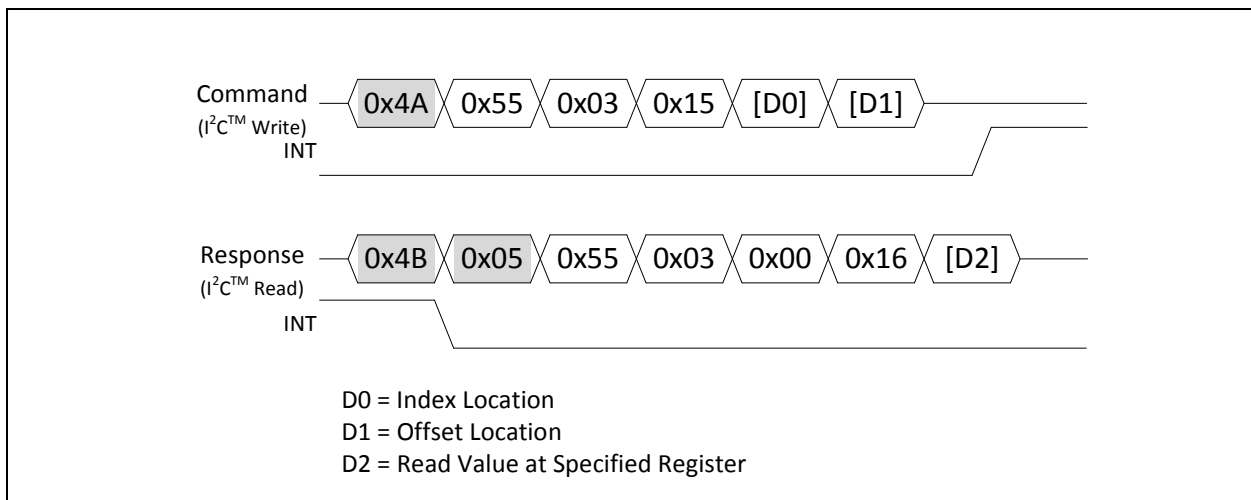 Command 0x4A 0x55 0x03 0x15 [D0] [D1]
(I²C™ Write)
INT
Response 0x4B 0x05 0x55 0x03 0x00 0x16 [D2]
(I²C™ Read)
INT
D0 = Index Location
D1 = Offset Location
D2 = Read Value at Specified Register